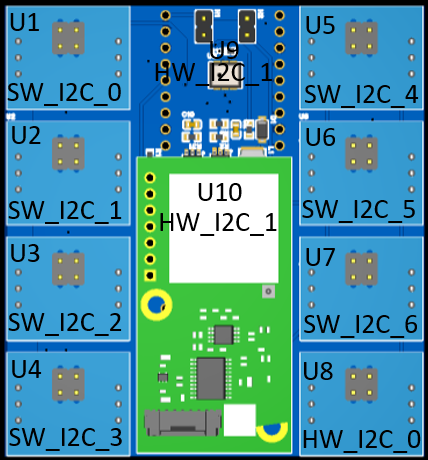 U1
SW_I2C_0
U2
SW_I2C_1
U3
SW_I2C_2
U4
SW_I2C_3
U9
HW_I2C_1
U10
HW_I2C_1
U5
SW_I2C_4
U6
SW_I2C_5
U7
SW_I2C_6
U8
HW_I2C_0